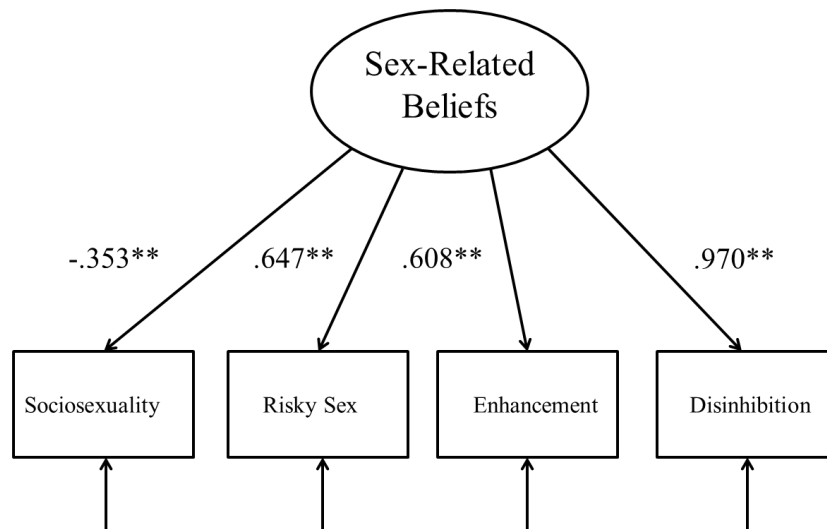 Sex-Related
Beliefs
-.353**
.647**
.608**
.970**
Sociosexuality
Risky Sex
Enhancement
Disinhibition